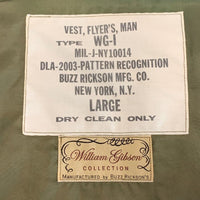 VEST, FLYER'S, MAN
TYPE WG-1
MIL-J-NY10014
DLA-2003-PATTERN RECOGNITION
BUZZ RICKSON MFG. CO.
NEW YORK, N.Y.
LARGE
DRY CLEAN ONLY
William Gibson
COLLECTION
MANUFACTURED BY BUZZ RICKSON'S